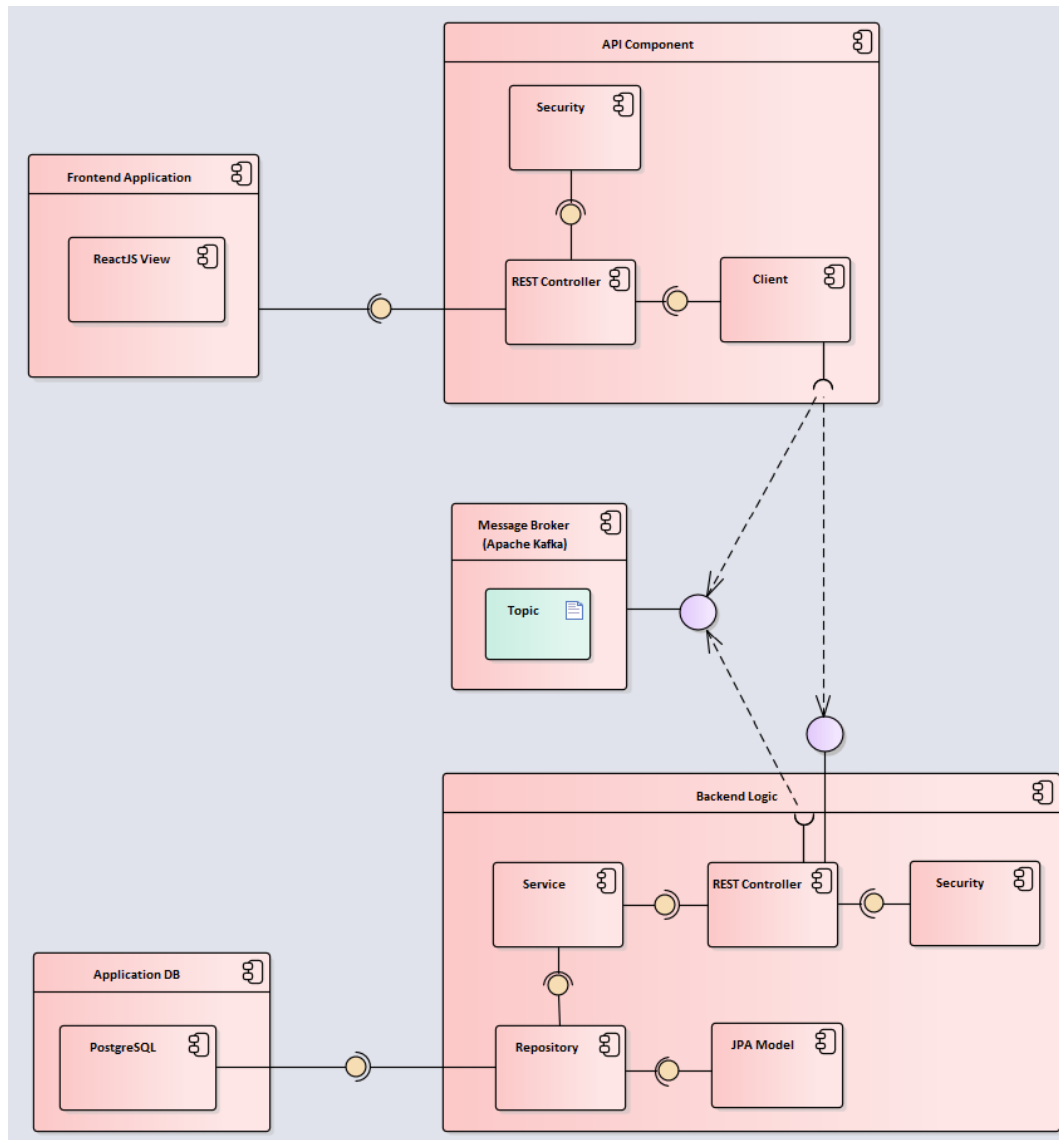 API Component
Security
Frontend Application
ReactJS View
REST Controller
Client
Message Broker
(Apache Kafka)
Topic
Backend Logic
Service
REST Controller
Security
Application DB
PostgreSQL
Repository
JPA Model